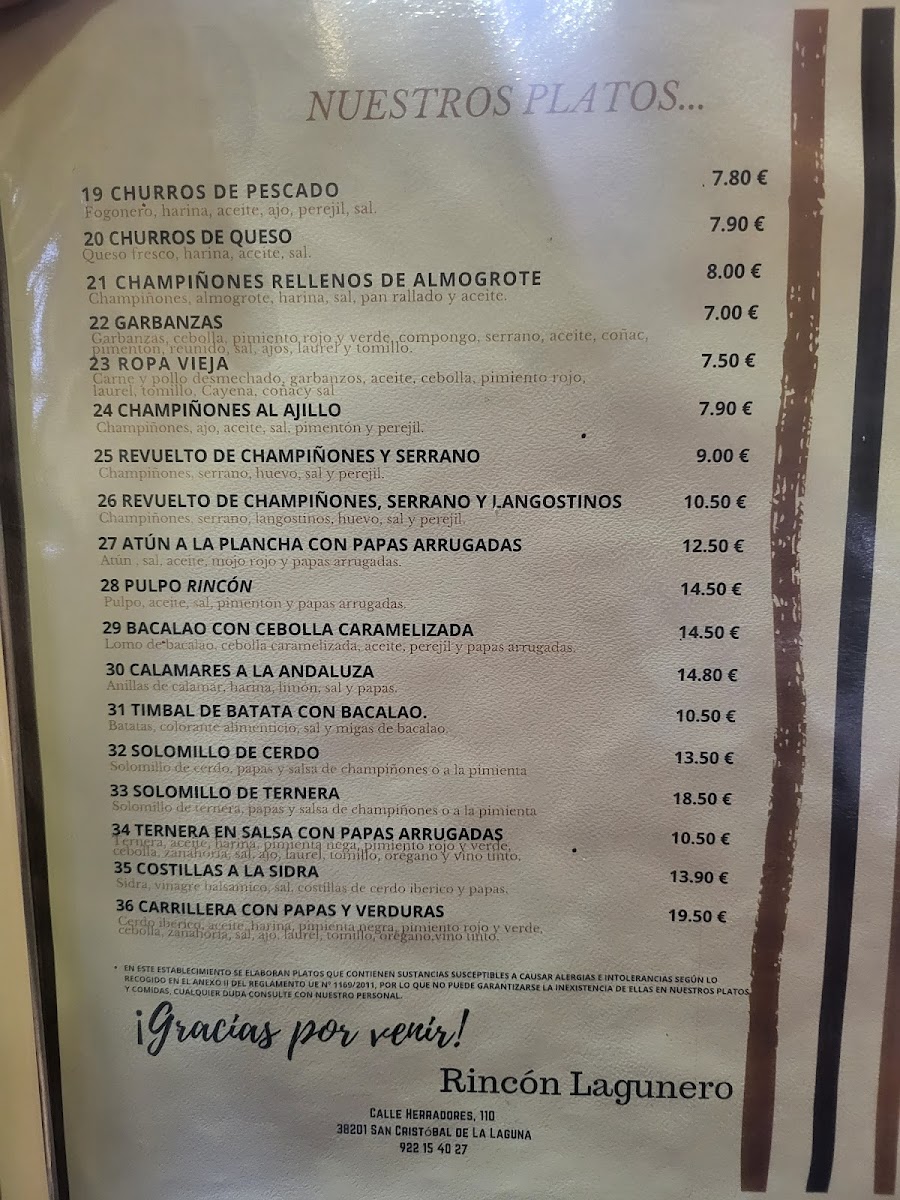 NUESTROS PLATOS...
19 CHURROS DE PESCADO 7.80 €
Fogonero, harina, aceite, ajo, perejil, sal.
20 CHURROS DE QUESO 7.90 €
Queso fresco, harina, aceite, sal.
21 CHAMPIÑONES RELLENOS DE ALMOGROTE 8.00 €
Champiñones, almogrote, harina, sal, pan rallado y aceite.
22 GARBANZAS 7.00 €
Garbanzas, cebolla, pimiento rojo y verde, compongo, serrano, aceite, coñac,
pimentón, reunido, sal, ajos, laurel y tomillo.
23 ROPA VIEJA 7.50 €
Carne y pollo desmechado, garbanzos, aceite, cebolla, pimiento rojo,
laurel, tomillo, Cayena, coñacy sal
24 CHAMPIÑONES AL AJILLO 7.90 €
Champiñones, ajo, aceite, sal, pimentón y perejil.
25 REVUELTO DE CHAMPIÑONES Y SERRANO 9.00 €
Champiñones, serrano, huevo, sal y perejil.
26 REVUELTO DE CHAMPIÑONES, SERRANO Y LANGOSTINOS 10.50 €
Champiñones, serrano, langostinos, huevo, sal y perejil.
27 ATÚN A LA PLANCHA CON PAPAS ARRUGADAS 12.50 €
Atún , sal, aceite, mojo rojo y papas arrugadas.
28 PULPO RINCÓN 14.50 €
Pulpo, aceite, sal, pimentón y papas arrugadas.
29 BACALAO CON CEBOLLA CARAMELIZADA 14.50 €
Lomo de bacalao, cebolla caramelizada, aceite, perejil y papas arrugadas.
30 CALAMARES A LA ANDALUZA 14.80 €
Anillas de calamar, harina, limón, sal y papas.
31 TIMBAL DE BATATA CON BACALAO. 10.50 €
Batatas, colorante alimenticio, sal y migas de bacalao.
32 SOLOMILLO DE CERDO 13.50 €
Solomillo de cerdo, papas y salsa de champiñones o a la pimienta
33 SOLOMILLO DE TERNERA 18.50 €
Solomillo de ternera, papas y salsa de champiñones o a la pimienta
34 TERNERA EN SALSA CON PAPAS ARRUGADAS 10.50 €
Ternera, aceite, harina, pimienta nega, pimiento rojo y verde,
cebolla, zanahoria, sal, ajo, laurel, tomillo, orégano y vino tinto.
35 COSTILLAS A LA SIDRA 13.90 €
Sidra, vinagre balsamico, sal, costillas de cerdo iberico y papas.
36 CARRILLERA CON PAPAS Y VERDURAS 19.50 €
Cerdo iberico, aceite, harina, pimienta negra, pimiento rojo y verde,
cebolla, zanahoria, sal, ajo, laurel, tomillo, orégano,vino tinto.
• EN ESTE ESTABLECIMIENTO SE ELABORAN PLATOS QUE CONTIENEN SUSTANCIAS SUSCEPTIBLES A CAUSAR ALERGIAS E INTOLERANCIAS SEGÚN LO
RECOGIDO EN EL ANEXO II DEL REGLAMENTO UE Nº 1169/2011, POR LO QUE NO PUEDE GARANTIZARSE LA INEXISTENCIA DE ELLAS EN NUESTROS PLATOS
Y COMIDAS, CUALQUIER DUDA CONSULTE CON NUESTRO PERSONAL.
¡Gracias por venir!
Rincón Lagunero
CALLE HERRADORES, 110
38201 SAN CRISTÓBAL DE LA LAGUNA
922 15 40 27